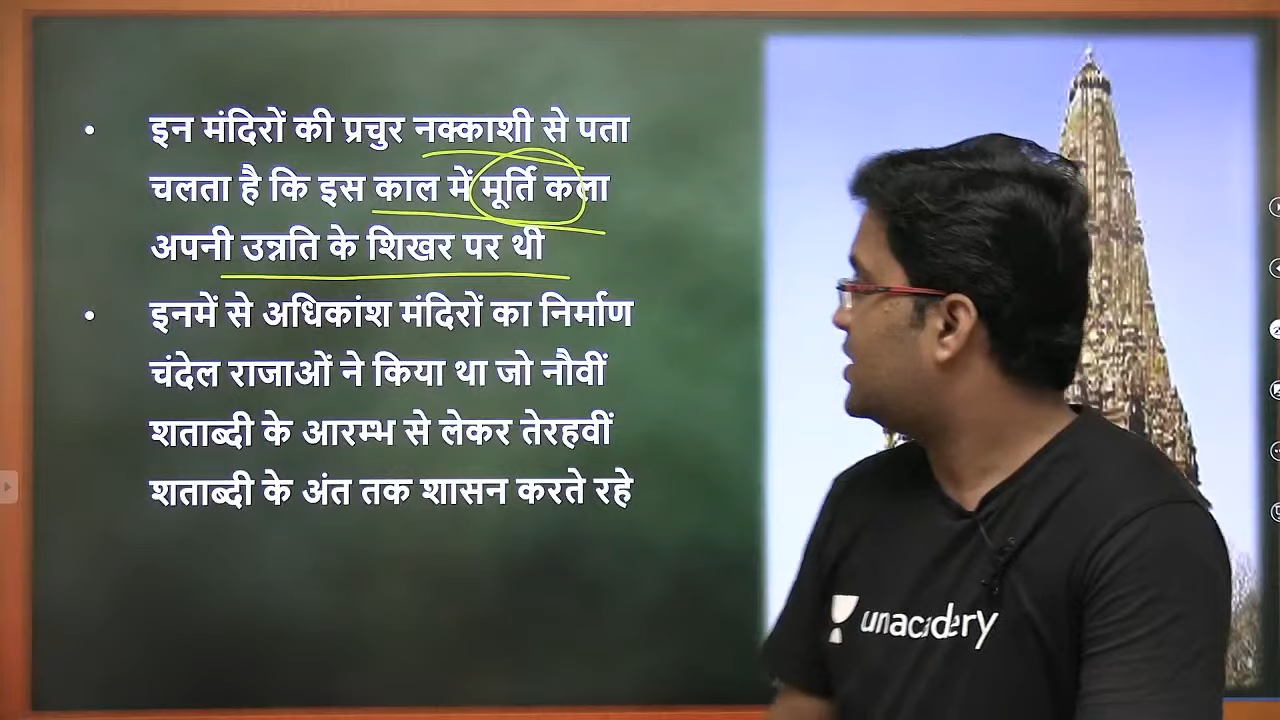 इन मंदिरों की प्रचुर नक्काशी से पता
चलता है कि इस काल में मूर्ति कला
अपनी उन्नति के शिखर पर थी
इनमें से अधिकांश मंदिरों का निर्माण
चंदेल राजाओं ने किया था जो नौवीं
शताब्दी के आरम्भ से लेकर तेरहवीं
शताब्दी के अंत तक शासन करते रहे
unacademy